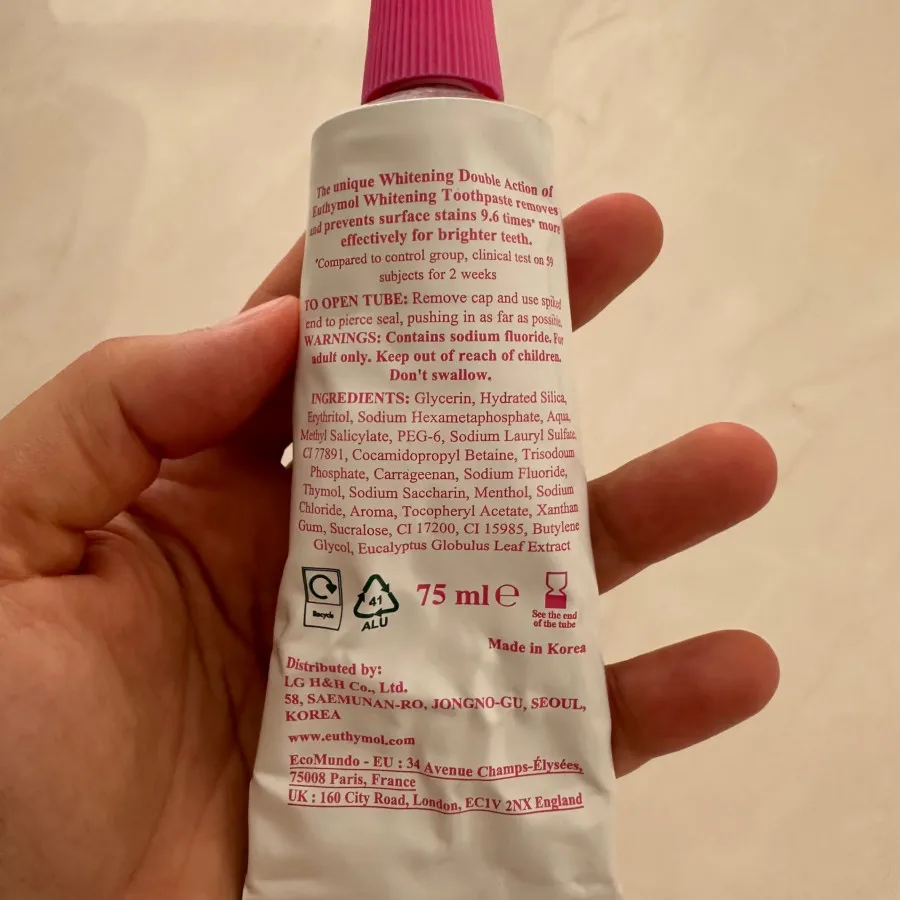 The unique Whitening Double Action of
Euthymol Whitening Toothpaste removes
and prevents surface stains 9.6 times* more
effectively for brighter teeth.
*Compared to control group, clinical test on 59
subjects for 2 weeks
TO OPEN TUBE: Remove cap and use spiked
end to pierce seal, pushing in as far as possible.
WARNINGS: Contains sodium fluoride. For
adult only. Keep out of reach of children.
Don't swallow.
INGREDIENTS: Glycerin, Hydrated Silica,
Erythritol, Sodium Hexametaphosphate, Aqua,
Methyl Salicylate, PEG-6, Sodium Lauryl Sulfate,
CI 77891, Cocamidopropyl Betaine, Trisodium
Phosphate, Carrageenan, Sodium Fluoride,
Thymol, Sodium Saccharin, Menthol, Sodium
Chloride, Aroma, Tocopheryl Acetate, Xanthan
Gum, Sucralose, CI 17200, CI 15985, Butylene
Glycol, Eucalyptus Globulus Leaf Extract
Recycle
41
ALU
75 ml e
See the end
of the tube
Made in Korea
Distributed by:
LG H&H Co., Ltd.
58, SAEMUNAN-RO, JONGNO-GU, SEOUL,
KOREA
www.euthymol.com
EcoMundo - EU : 34 Avenue Champs-Élysées,
75008 Paris, France
UK : 160 City Road, London, EC1V 2NX England